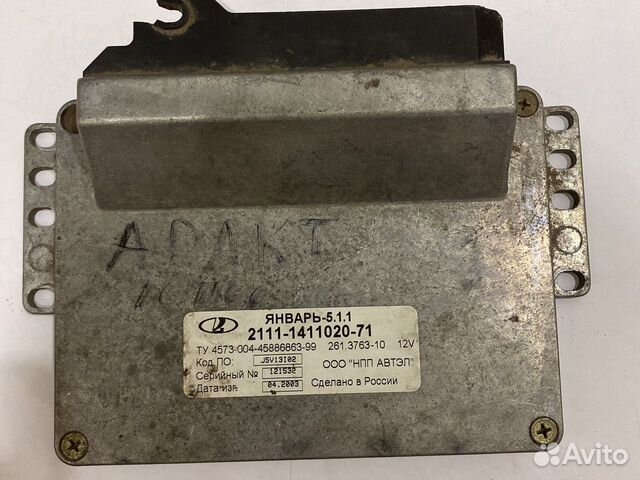 ADAKT
ЯНВАРЬ-5.1.1
2111-1411020-71
ТУ 4573-004-45886863-99 261.3763-10 12V
Код ПО: J5V13I02 ООО "НПП АВТЭЛ"
Серийный № 121532
Дата изг. 04.2003 Сделано в России
Avito